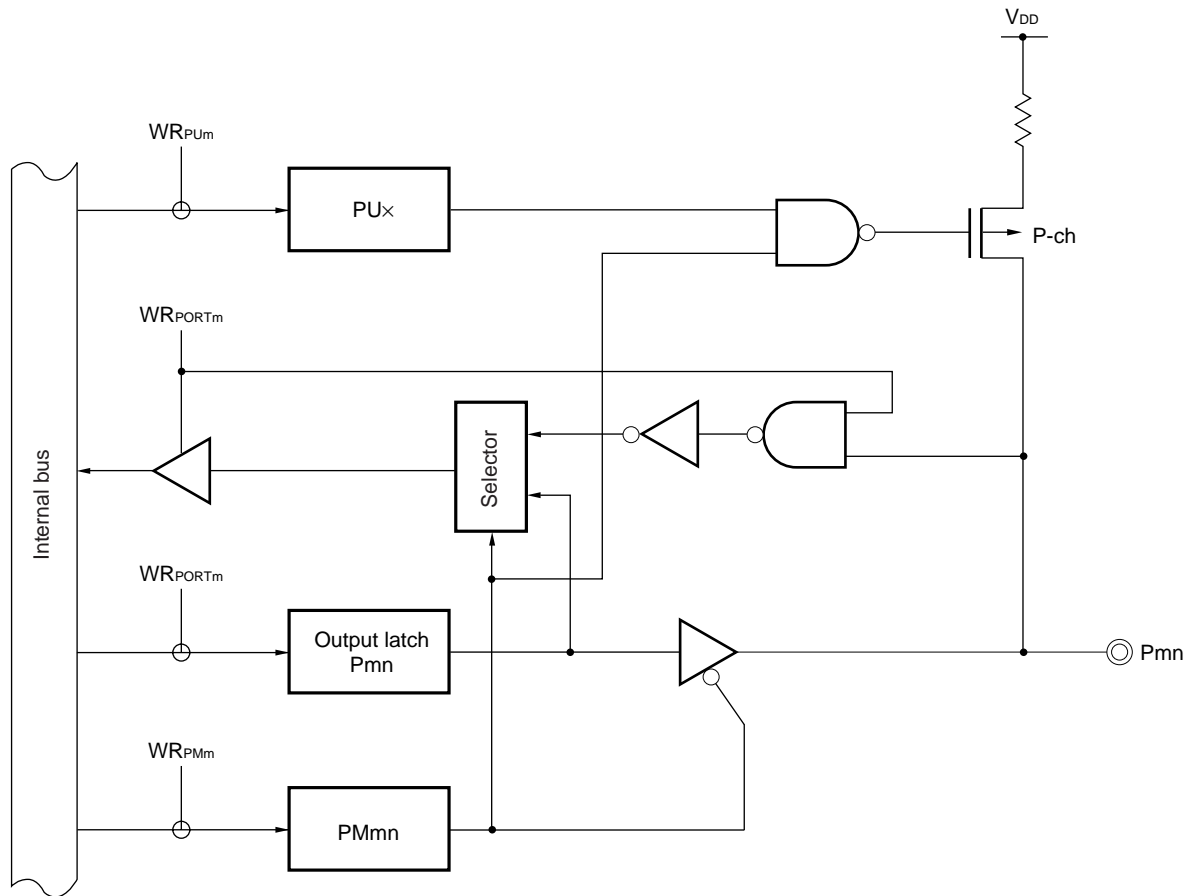 VDD
WRPUm
PU×
P-ch
WRPORTm
Selector
Internal bus
WRPORTm
Output latch
Pmn
Pmn
WRPMm
PMmn